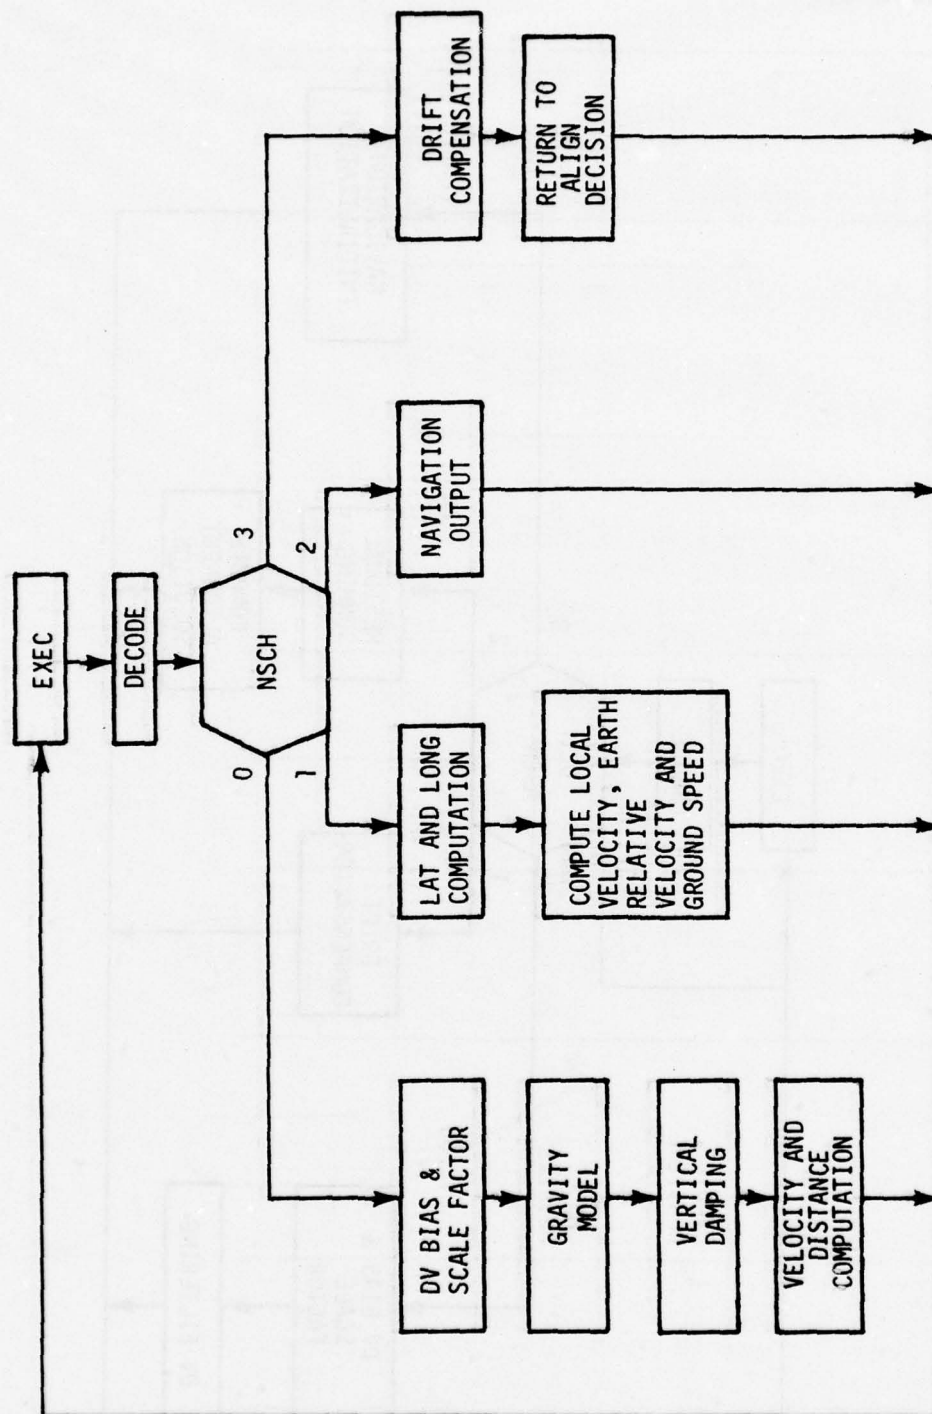 EXEC
DECODE
NSCH
0
1
2
3
DV BIAS &
SCALE FACTOR
GRAVITY
MODEL
VERTICAL
DAMPING
VELOCITY AND
DISTANCE
COMPUTATION
LAT AND LONG
COMPUTATION
COMPUTE LOCAL
VELOCITY, EARTH
RELATIVE
VELOCITY AND
GROUND SPEED
NAVIGATION
OUTPUT
DRIFT
COMPENSATION
RETURN TO
ALIGN
DECISION